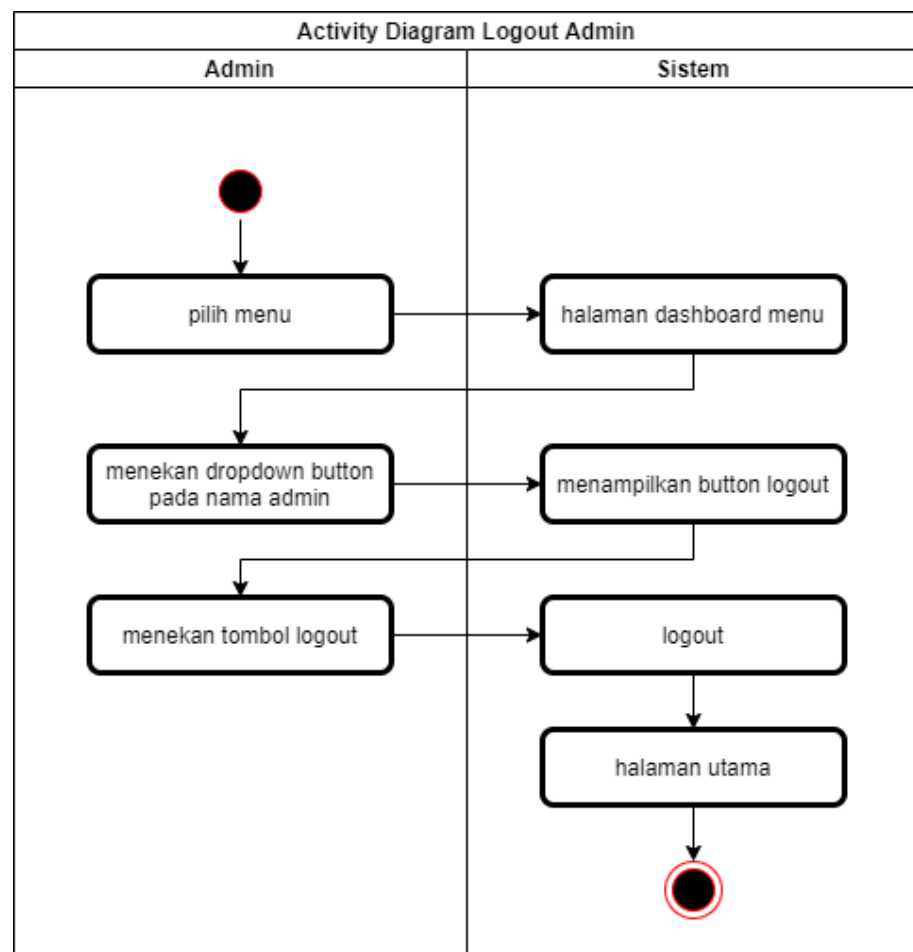 Activity Diagram Logout Admin
Admin
Sistem
pilih menu
halaman dashboard menu
menekan dropdown button
pada nama admin
menampilkan button logout
menekan tombol logout
logout
halaman utama